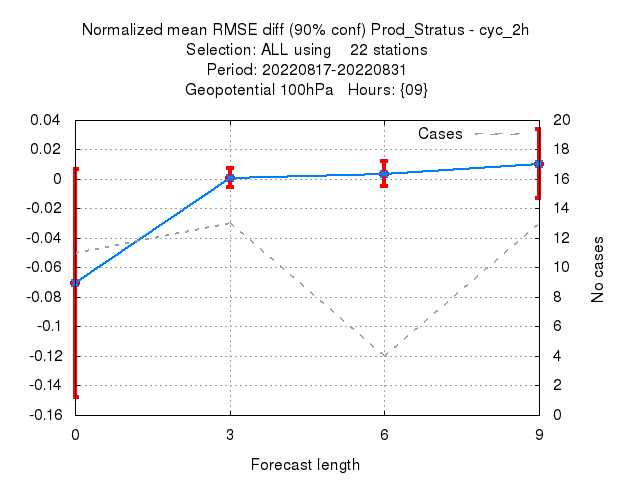 Normalized mean RMSE diff (90% conf) Prod_Stratus - cyc_2h
Selection: ALL using    22 stations
Period: 20220817-20220831
Geopotential 100hPa   Hours: {09}
Cases
0.04
0.02
0
-0.02
-0.04
-0.06
-0.08
-0.1
-0.12
-0.14
-0.16
20
18
16
14
12
10
8
6
4
2
0
No cases
0 3 6 9
Forecast length